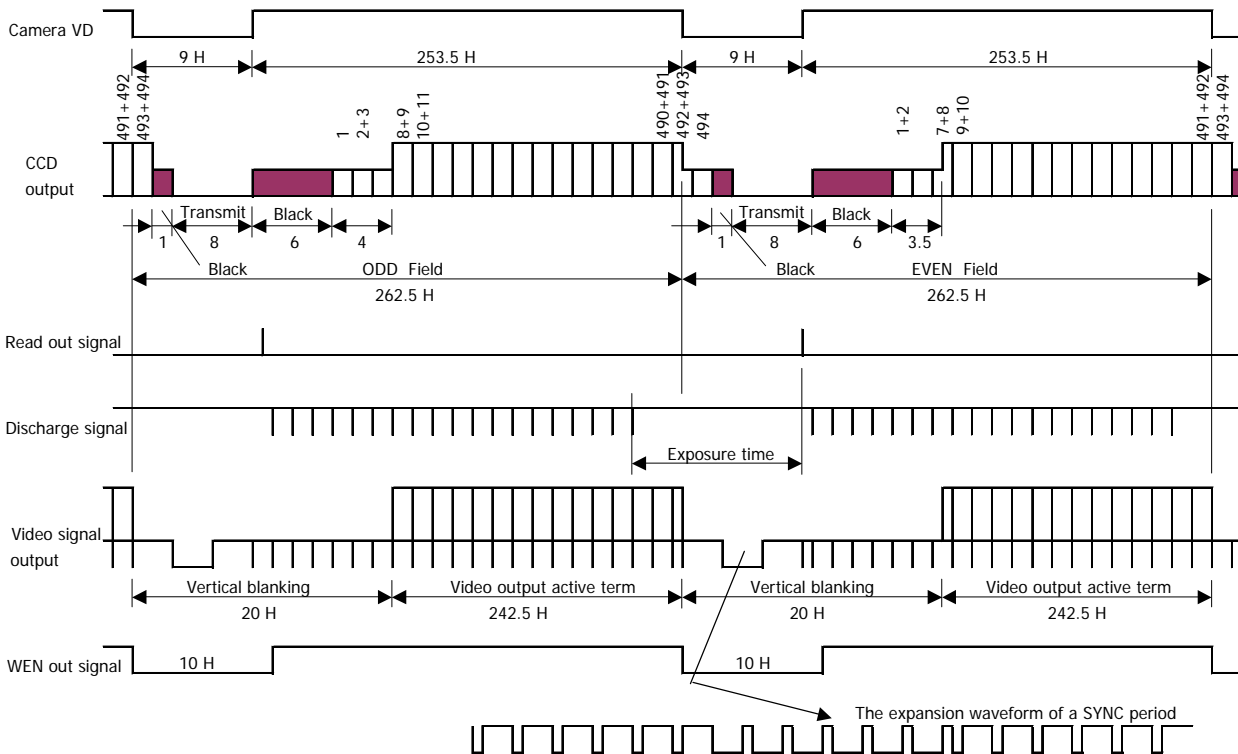 Camera VD
9 H
253.5 H
9 H
253.5 H
491+492
493+494
1
2+3
8+9
10+11
490+491
492+493
494
1+2
7+8
9+10
491+492
493+494
CCD
output
Transmit
Black
Transmit
Black
1
8
6
4
1
8
6
3.5
Black
ODD Field
Black
EVEN Field
262.5 H
262.5 H
Read out signal
Discharge signal
Exposure time
Video signal
output
Vertical blanking
Video output active term
Vertical blanking
Video output active term
20 H
242.5 H
20 H
242.5 H
WEN out signal
10 H
10 H
The expansion waveform of a SYNC period